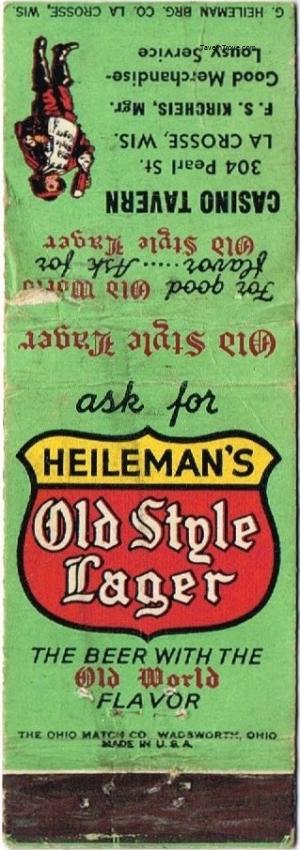 G. HEILEMAN BRG. CO. LA CROSSE, WIS.
TavernTrove.com
CASINO TAVERN
304 Pearl St.
LA CROSSE, WIS.
F. S. KIRCHEIS, Mgr.
Good Merchandise-
Lousy Service
For good Old World
flavor.....Ask for
Old Style Lager
Old Style Lager
ask for
HEILEMAN'S
Old Style
Lager
THE BEER WITH THE
Old World
FLAVOR
THE OHIO MATCH CO. WADSWORTH, OHIO
MADE IN U.S.A.